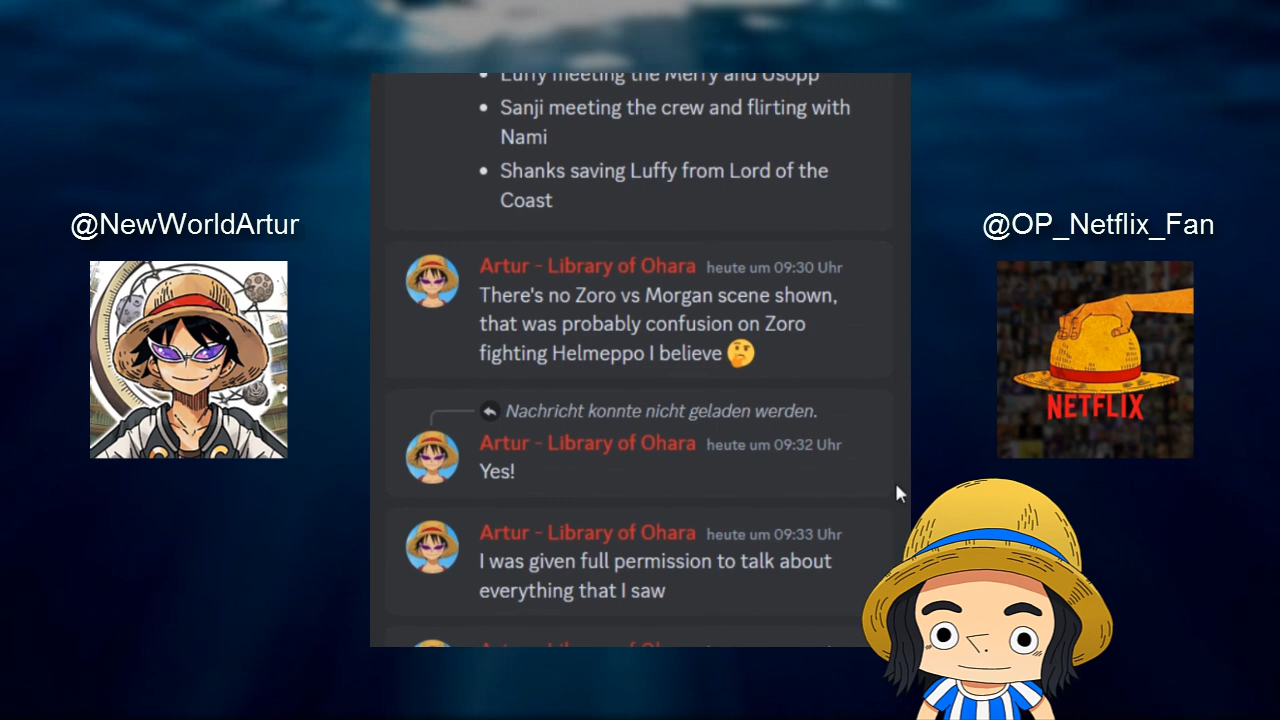 Luffy meeting the Merry and Usopp
Sanji meeting the crew and flirting with
Nami
Shanks saving Luffy from Lord of the
Coast
@NewWorldArtur
@OP_Netflix_Fan
Artur - Library of Ohara heute um 09:30 Uhr
There's no Zoro vs Morgan scene shown,
that was probably confusion on Zoro
fighting Helmeppo I believe 🤔
Nachricht konnte nicht geladen werden.
Artur - Library of Ohara heute um 09:32 Uhr
Yes!
NETFLIX
Artur - Library of Ohara heute um 09:33 Uhr
I was given full permission to talk about
everything that I saw